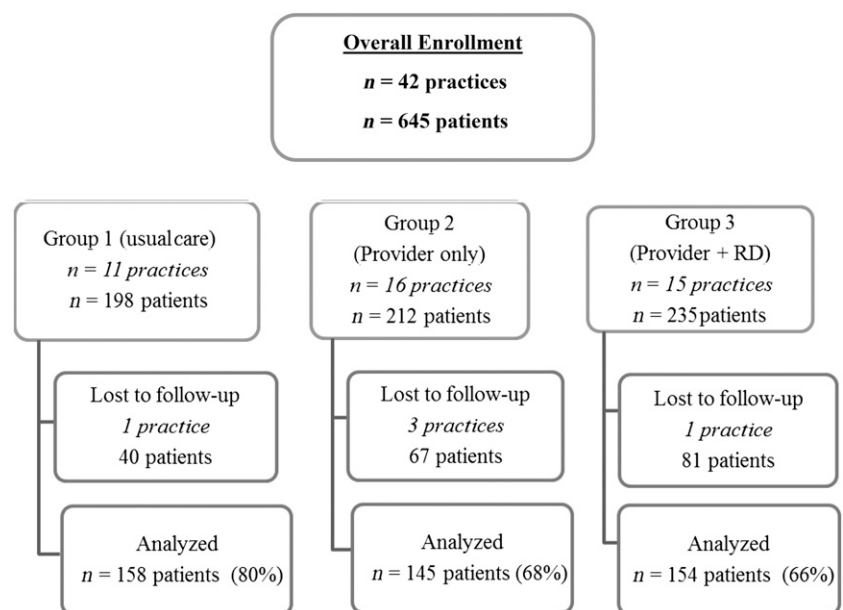 Overall Enrollment
n = 42 practices
n = 645 patients
Group 1 (usualcare)
n = 11 practices
n = 198 patients
Lost to follow-up
1 practice
40 patients
Analyzed
n = 158 patients (80%)
Group 2
(Provider only)
n = 16 practices
n = 212 patients
Lost to follow-up
3 practices
67 patients
Analyzed
n = 145 patients (68%)
Group 3
(Provider + RD)
n = 15 practices
n = 235patients
Lost to follow-up
1 practice
81 patients
Analyzed
n = 154 patients (66%)